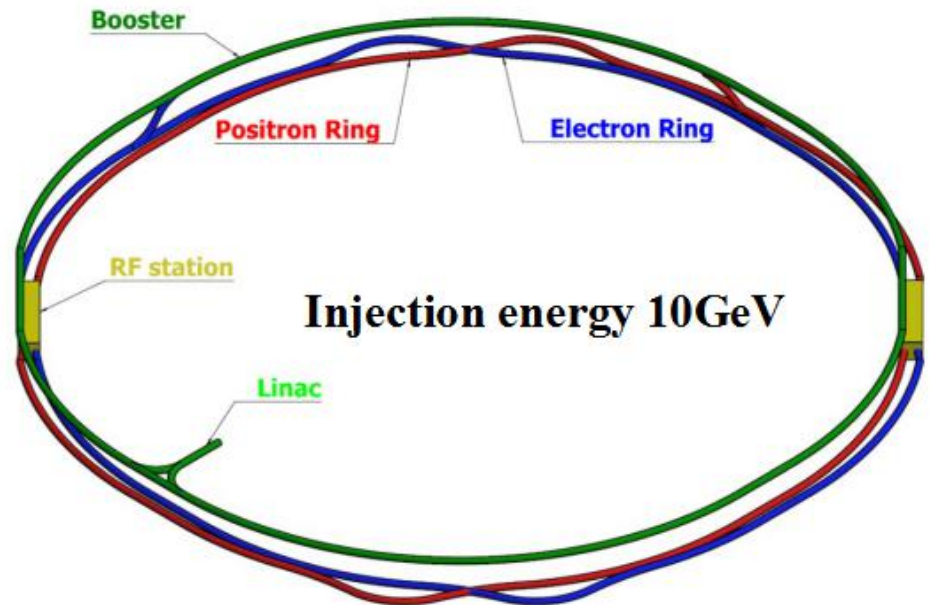 Booster
Positron Ring
Electron Ring
RF station
Injection energy 10GeV
Linac